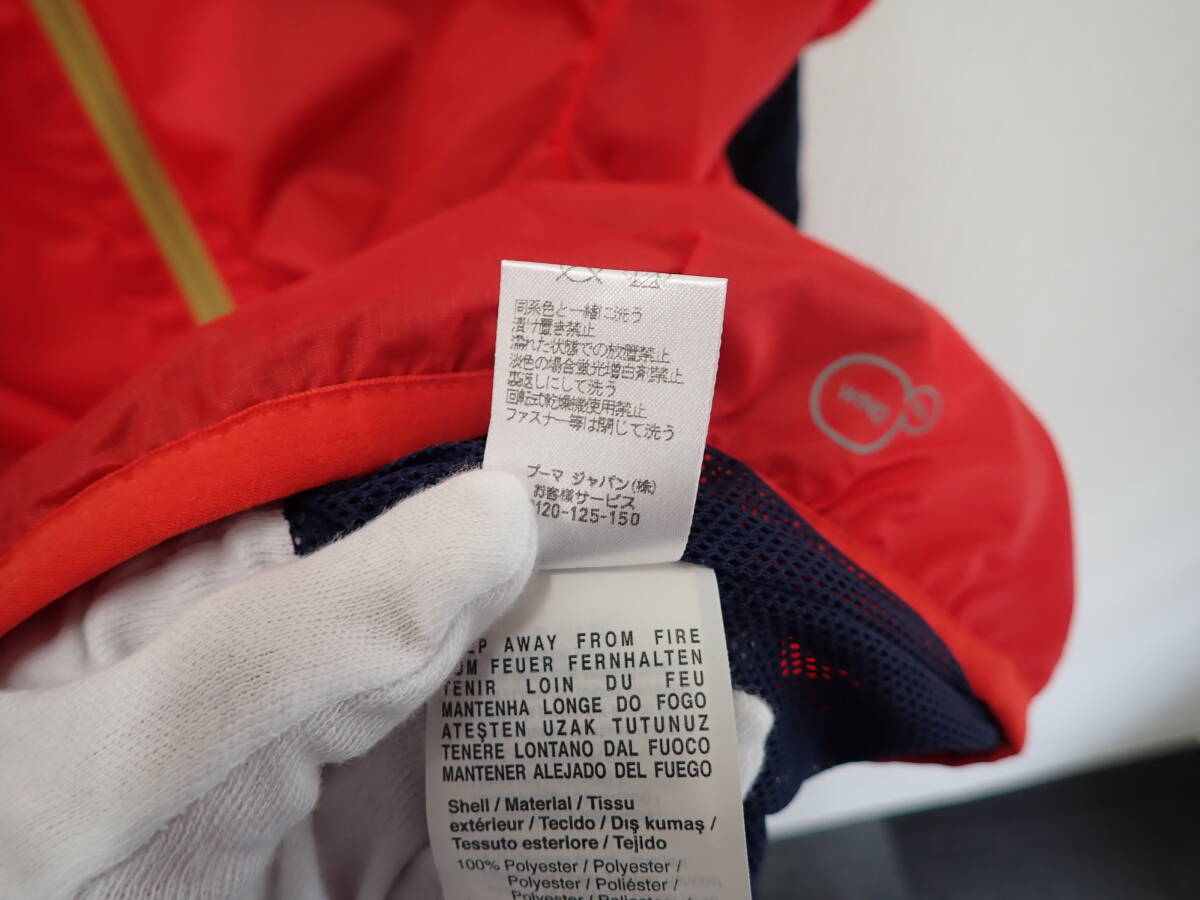 同系色と一緒に洗う
漬け置き禁止
濡れた状態での放置禁止
淡色の場合蛍光増白剤禁止
裏返しにして洗う
回転式乾燥機使用禁止
ファスナー等は閉じて洗う
プーマ ジャパン(株)
お客様サービス
120-125-150
WIND
AWAY FROM FIRE
FEUER FERNHALTEN
TENIR LOIN DU FEU
MANTENHA LONGE DO FOGO
ATEŞTEN UZAK TUTUNUZ
TENERE LONTANO DAL FUOCO
MANTENER ALEJADO DEL FUEGO
Shell / Material / Tissu
extérieur / Tecido / Dış kumaş /
Tessuto esteriore / Tejido
100% Polyester / Polyester /
Polyester / Poliéster /